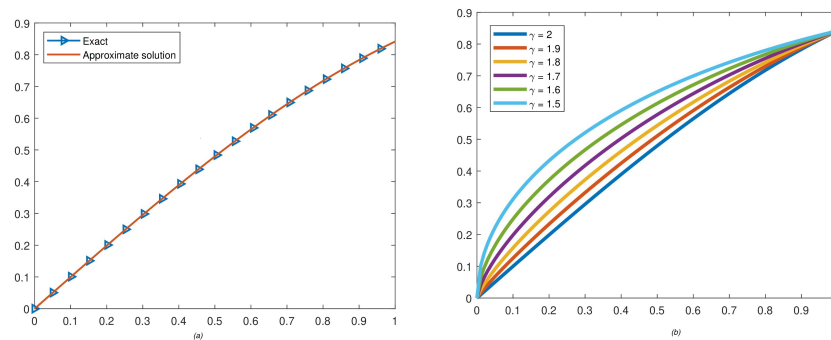 0.9
0.8
0.7
0.6
0.5
0.4
0.3
0.2
0.1
0
Exact
Approximate solution
0 0.1 0.2 0.3 0.4 0.5 0.6 0.7 0.8 0.9 1
(a)
0.9
0.8
0.7
0.6
0.5
0.4
0.3
0.2
0.1
0
γ = 2
γ = 1.9
γ = 1.8
γ = 1.7
γ = 1.6
γ = 1.5
0 0.1 0.2 0.3 0.4 0.5 0.6 0.7 0.8 0.9
(b)